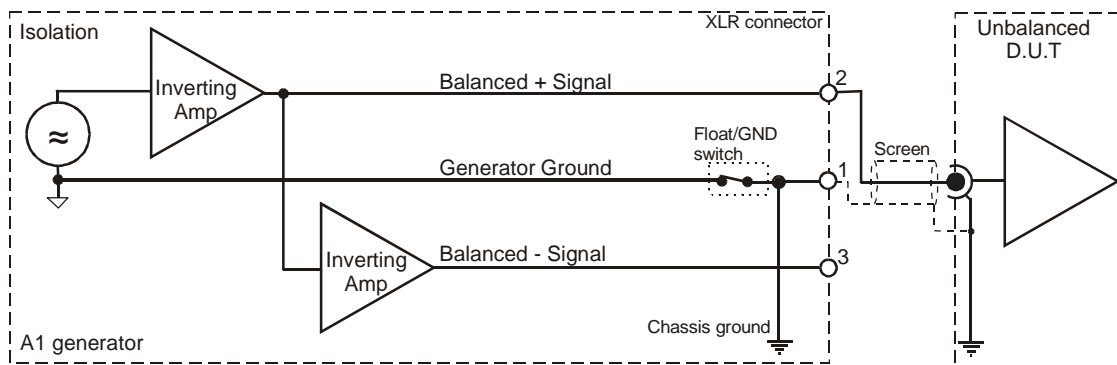 Isolation
XLR connector
Unbalanced
D.U.T
Inverting
Amp
Balanced + Signal
2
≈
Float/GND
switch
Screen
Generator Ground
1
Inverting
Amp
Balanced - Signal
3
Chassis ground
A1 generator